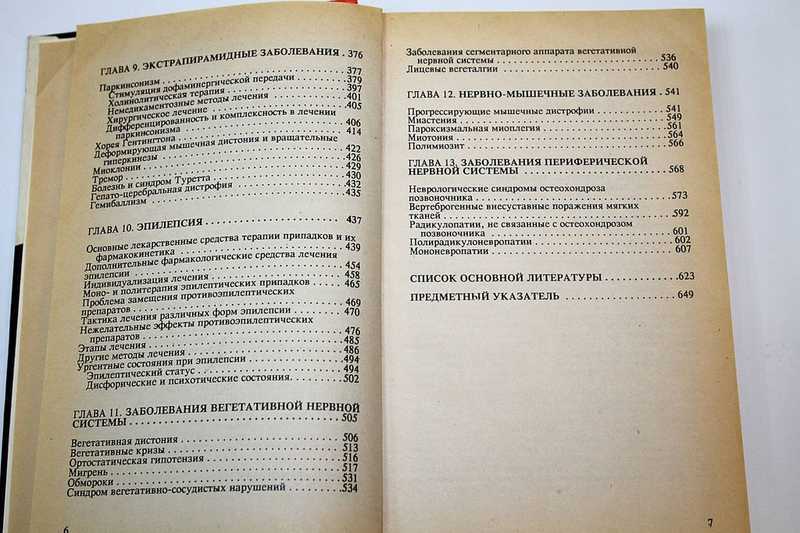 ГЛАВА 9. ЭКСТРАПИРАМИДНЫЕ ЗАБОЛЕВАНИЯ . 376
Паркинсонизм . . . . . . . . . . . . . . . . . . . . . . . 377
Стимуляция дофаминергической передачи . . . . . . 379
Холинолитическая терапия . . . . . . . . . . . . . . 397
Немедикаментозные методы лечения . . . . . . . . . 401
Хирургическое лечение . . . . . . . . . . . . . . . . 405
Дифференцированность и комплексность в лечении
паркинсонизма . . . . . . . . . . . . . . . . . . . 406
Хорея Гентингтона . . . . . . . . . . . . . . . . . . . . 414
Деформирующая мышечная дистония и вращательные
гиперкинезы . . . . . . . . . . . . . . . . . . . . . 422
Миоклонии . . . . . . . . . . . . . . . . . . . . . . . . 426
Тремор . . . . . . . . . . . . . . . . . . . . . . . . . . 429
Болезнь и синдром Туретта . . . . . . . . . . . . . . . . 430
Гепато-церебральная дистрофия . . . . . . . . . . . . . . 432
Гемибаллизм . . . . . . . . . . . . . . . . . . . . . . . 435
ГЛАВА 10. ЭПИЛЕПСИЯ . . . . . . . . . . . . . . . . . . 437
Основные лекарственные средства терапии припадков и их
фармакокинетика . . . . . . . . . . . . . . . . . . . 439
Дополнительные фармакологические средства лечения
эпилепсии . . . . . . . . . . . . . . . . . . . . . . . 454
Индивидуализация лечения . . . . . . . . . . . . . . . . 458
Моно- и политерапия эпилептических припадков . . . . . 465
Проблема замещения противоэпилептических
препаратов . . . . . . . . . . . . . . . . . . . . . . . 469
Тактика лечения различных форм эпилепсии . . . . . . . 470
Нежелательные эффекты противоэпилептических
препаратов . . . . . . . . . . . . . . . . . . . . . . 476
Этапы лечения . . . . . . . . . . . . . . . . . . . . . . 485
Другие методы лечения . . . . . . . . . . . . . . . . . . 486
Ургентные состояния при эпилепсии . . . . . . . . . . . . 494
Эпилептический статус . . . . . . . . . . . . . . . . 494
Дисфорические и психотические состояния. . . . . . . 502
ГЛАВА 11. ЗАБОЛЕВАНИЯ ВЕГЕТАТИВНОЙ НЕРВНОЙ
СИСТЕМЫ . . . . . . . . . . . . . . . . . . . . . . . . . 505
Вегетативная дистония . . . . . . . . . . . . . . . . . . 506
Вегетативные кризы . . . . . . . . . . . . . . . . . . . 513
Ортостатическая гипотензия . . . . . . . . . . . . . . . 516
Мигрень . . . . . . . . . . . . . . . . . . . . . . . . . 517
Обмороки . . . . . . . . . . . . . . . . . . . . . . . . 531
Синдром вегетативно-сосудистых нарушений . . . . . . . . 534
6
Заболевания сегментарного аппарата вегетативной
нервной системы . . . . . . . . . . . . . . . . . . . 536
Лицевые вегеталгии . . . . . . . . . . . . . . . . . . . 540
ГЛАВА 12. НЕРВНО-МЫШЕЧНЫЕ ЗАБОЛЕВАНИЯ . 541
Прогрессирующие мышечные дистрофии . . . . . . . . . . 541
Миастения . . . . . . . . . . . . . . . . . . . . . . . . 549
Пароксизмальная миоплегия . . . . . . . . . . . . . . . . 561
Миотония . . . . . . . . . . . . . . . . . . . . . . . . 564
Полимиозит . . . . . . . . . . . . . . . . . . . . . . . 566
ГЛАВА 13. ЗАБОЛЕВАНИЯ ПЕРИФЕРИЧЕСКОЙ
НЕРВНОЙ СИСТЕМЫ . . . . . . . . . . . . . . . . . . . 568
Неврологические синдромы остеохондроза
позвоночника . . . . . . . . . . . . . . . . . . . . . . 573
Вертеброгенные внесуставные поражения мягких
тканей . . . . . . . . . . . . . . . . . . . . . . . . . 592
Радикулопатии, не связанные с остеохондрозом
позвоночника . . . . . . . . . . . . . . . . . . . . . 601
Полирадикулоневропатии . . . . . . . . . . . . . . . . . 602
Мононевропатии . . . . . . . . . . . . . . . . . . . . . 607
СПИСОК ОСНОВНОЙ ЛИТЕРАТУРЫ . . . . . . . . . . 623
ПРЕДМЕТНЫЙ УКАЗАТЕЛЬ . . . . . . . . . . . . . . . 649
7